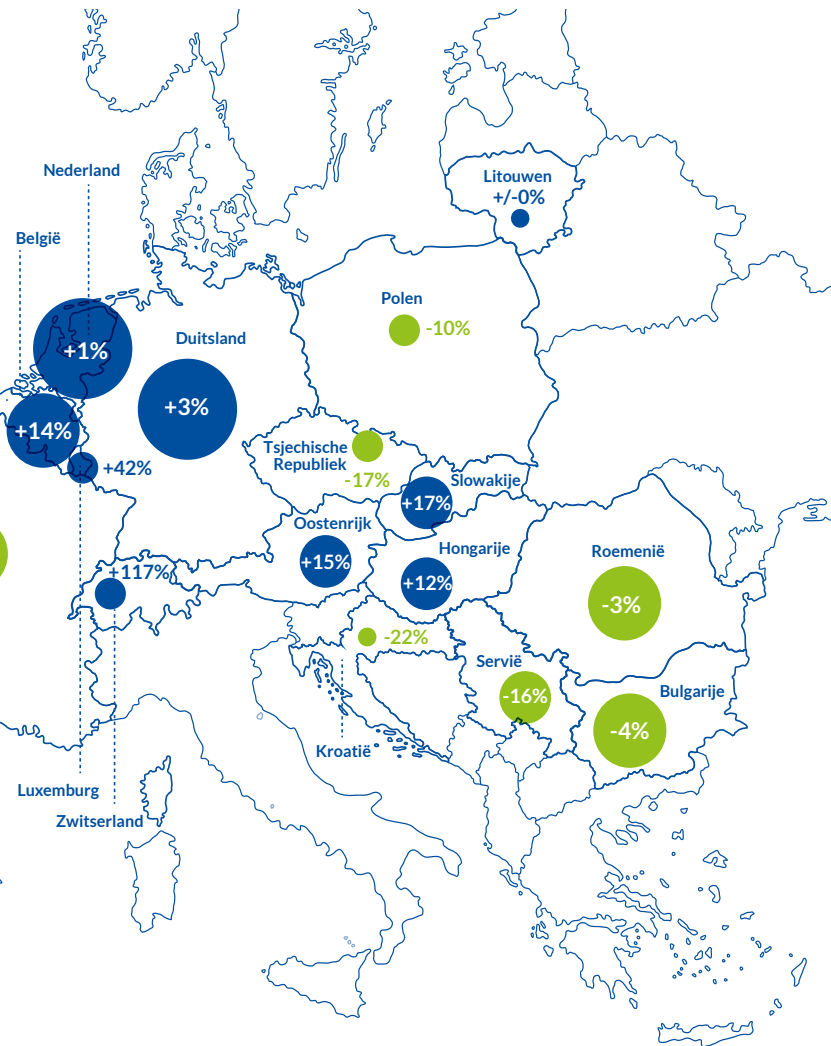 Nederland
België
Litouwen
+/-0%
Polen
-10%
Duitsland
+1%
+3%
+14%
+42%
Tsjechische
Republiek
-17%
Slowakije
+17%
Oostenrijk
+15%
Hongarije
+12%
Roemenië
-3%
+117%
-22%
Servië
-16%
Bulgarije
-4%
Kroatië
Luxemburg
Zwitserland